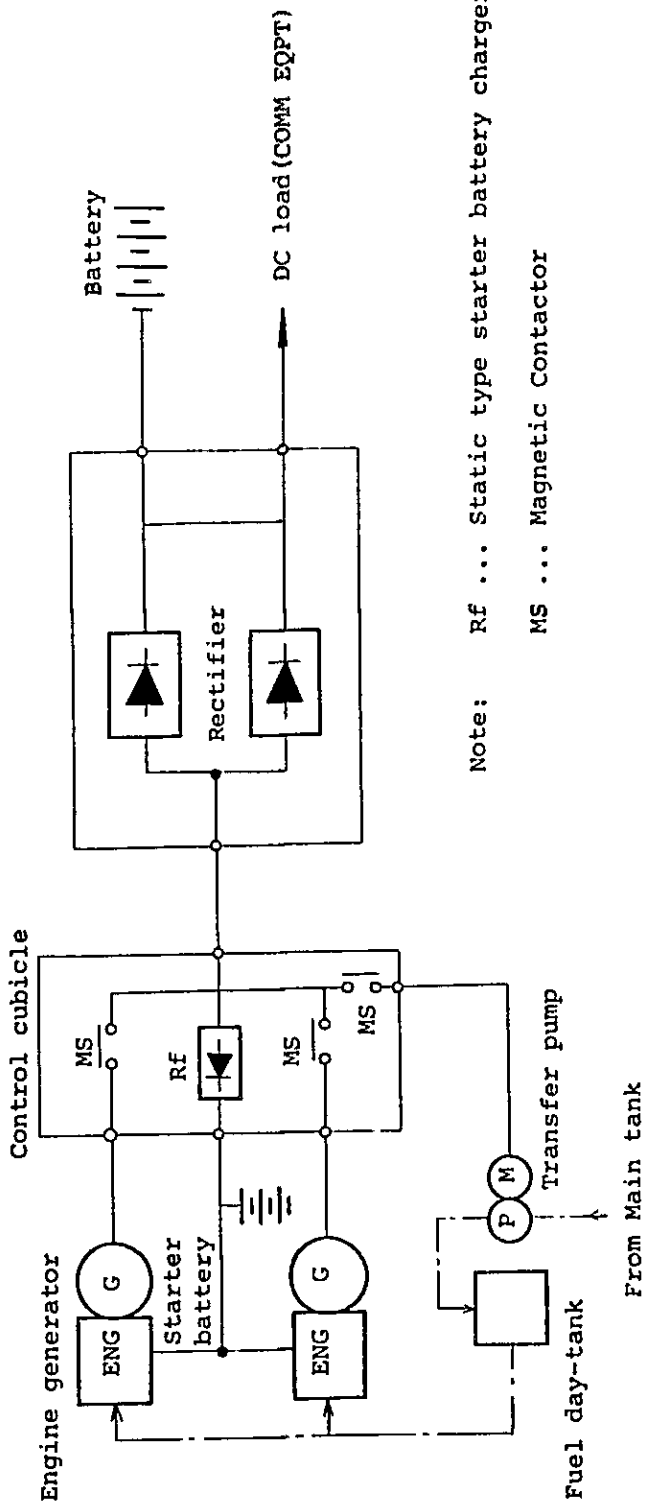 Engine generator
Control cubicle
Battery
ENG
G
MS
Starter
battery
Rf
Rectifier
DC load(COMM EQPT)
ENG
G
MS
MS
Fuel day-tank
P
M
Transfer pump
From Main tank
Note: Rf ... Static type starter battery charger
MS ... Magnetic Contactor